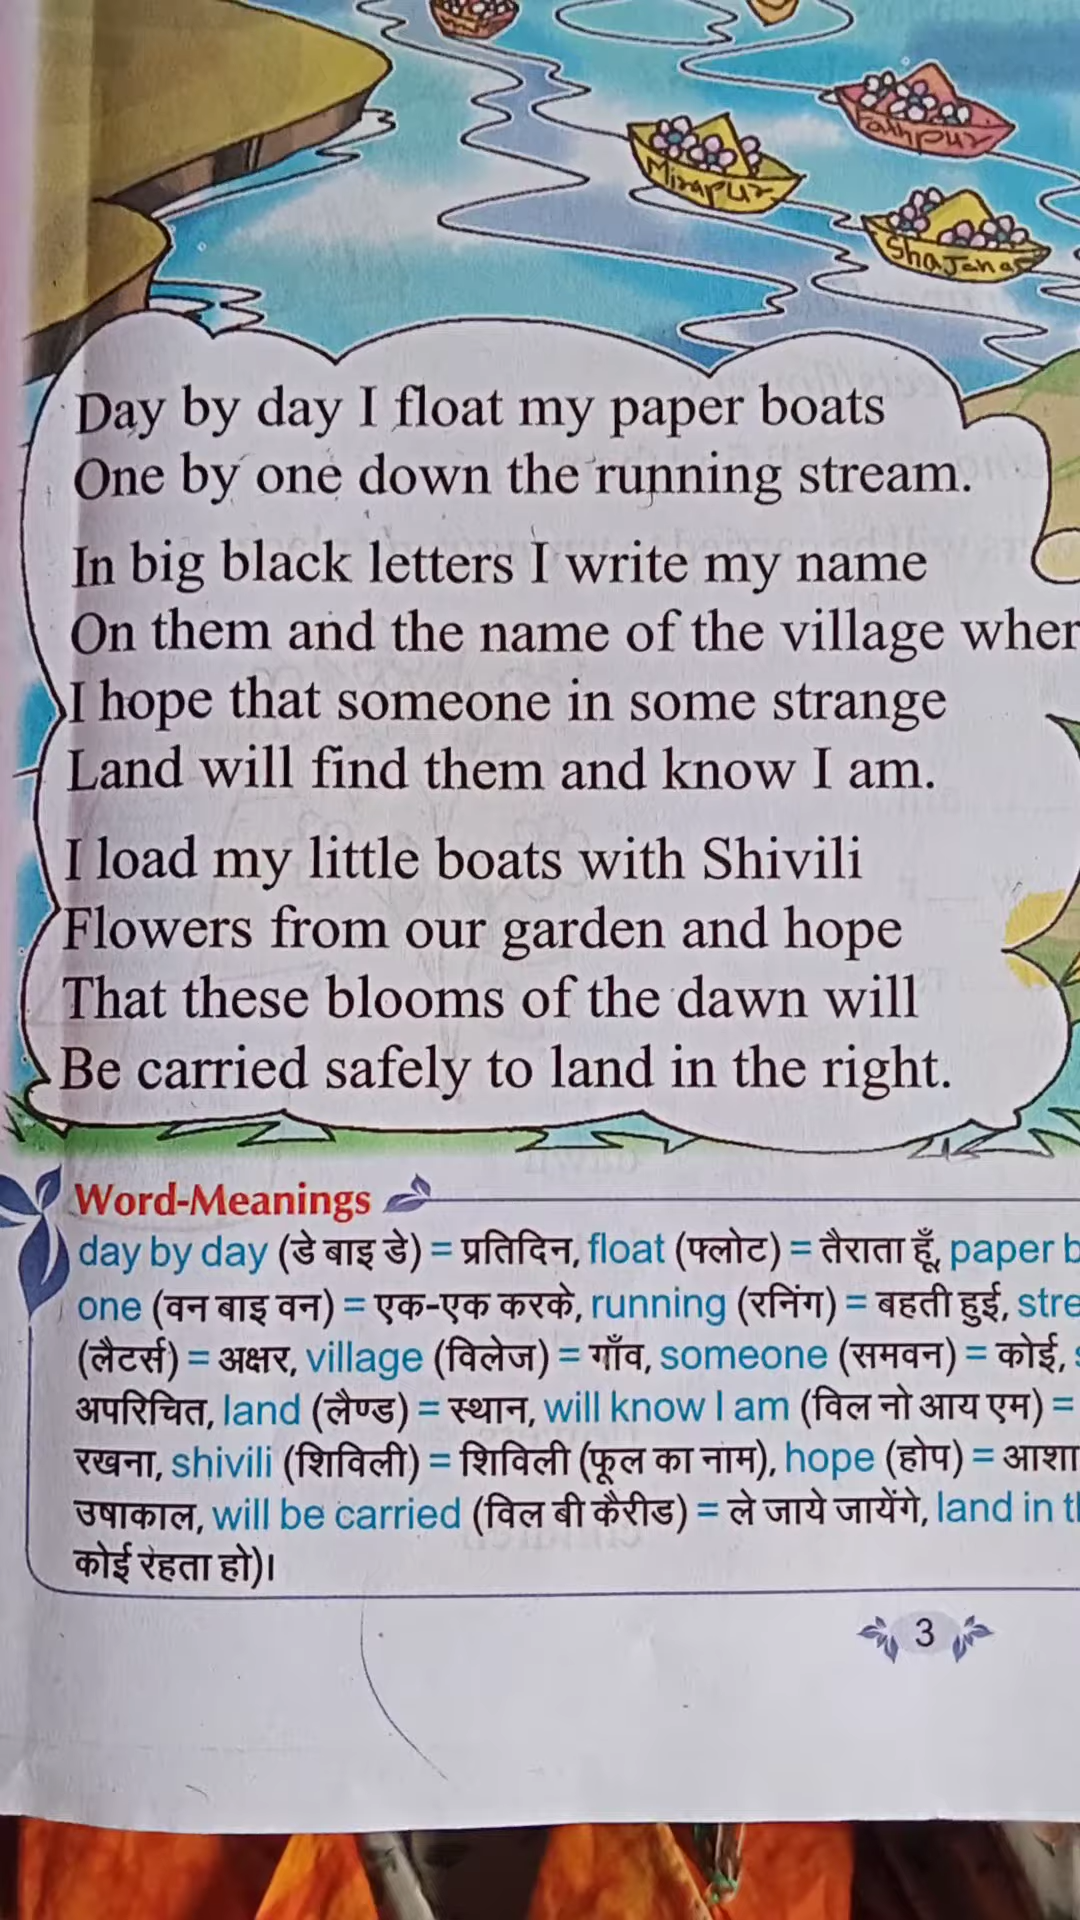 Fathpur
Mirapur
Shajanar
Day by day I float my paper boats
One by one down the running stream.
In big black letters I write my name
On them and the name of the village wher
I hope that someone in some strange
Land will find them and know I am.
I load my little boats with Shivili
Flowers from our garden and hope
That these blooms of the dawn will
Be carried safely to land in the right.
Word-Meanings
day by day (डे बाइ डे) = प्रतिदिन, float (फ्लोट) = तैराता हूँ, paper b
one (वन बाइ वन) = एक-एक करके, running (रनिंग) = बहती हुई, stre
(लैटर्स) = अक्षर, village (विलेज) = गाँव, someone (समवन) = कोई, s
अपरिचित, land (लैण्ड) = स्थान, will know I am (विल नो आय एम) =
रखना, shivili (शिविली) = शिविली (फूल का नाम), hope (होप) = आशा
उषाकाल, will be carried (विल बी कैरीड) = ले जाये जायेंगे, land in th
कोई रहता हो)।
3